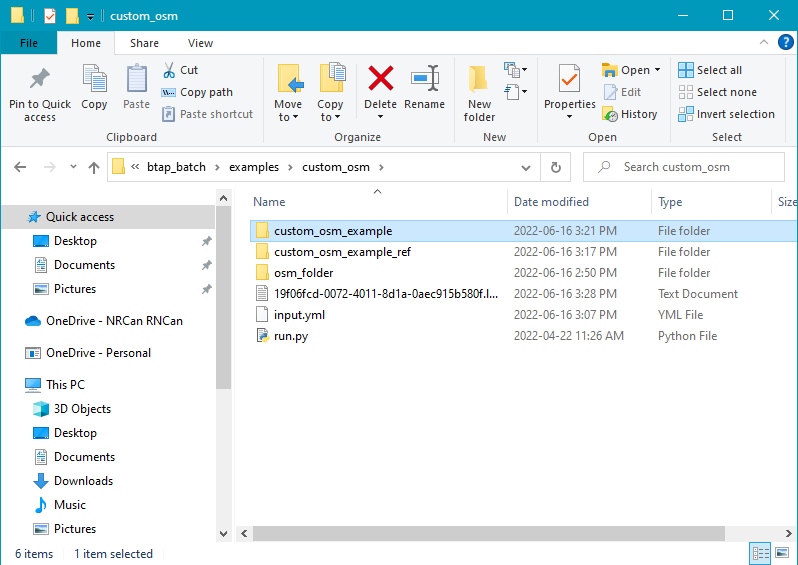 custom_osm
File Home Share View
Pin to Quick access
Copy
Paste
Cut
Copy path
Paste shortcut
Clipboard
Move to
Copy to
Delete
Rename
Organize
New folder
New
Properties
Open
Edit
History
Open
Select all
Select none
Invert selection
Select
« btap_batch › examples › custom_osm ›
Search custom_osm
Quick access
Desktop
Documents
Pictures
OneDrive - NRCan RNCan
OneDrive - Personal
This PC
3D Objects
Desktop
Documents
Downloads
Music
Pictures
Name Date modified Type Size
custom_osm_example 2022-06-16 3:21 PM File folder
custom_osm_example_ref 2022-06-16 3:17 PM File folder
osm_folder 2022-06-16 2:50 PM File folder
19f06fcd-0072-4011-8d1a-0aec915b580f.l... 2022-06-16 3:28 PM Text Document
input.yml 2022-06-16 3:07 PM YML File
run.py 2022-04-22 11:26 AM Python File
6 items 1 item selected